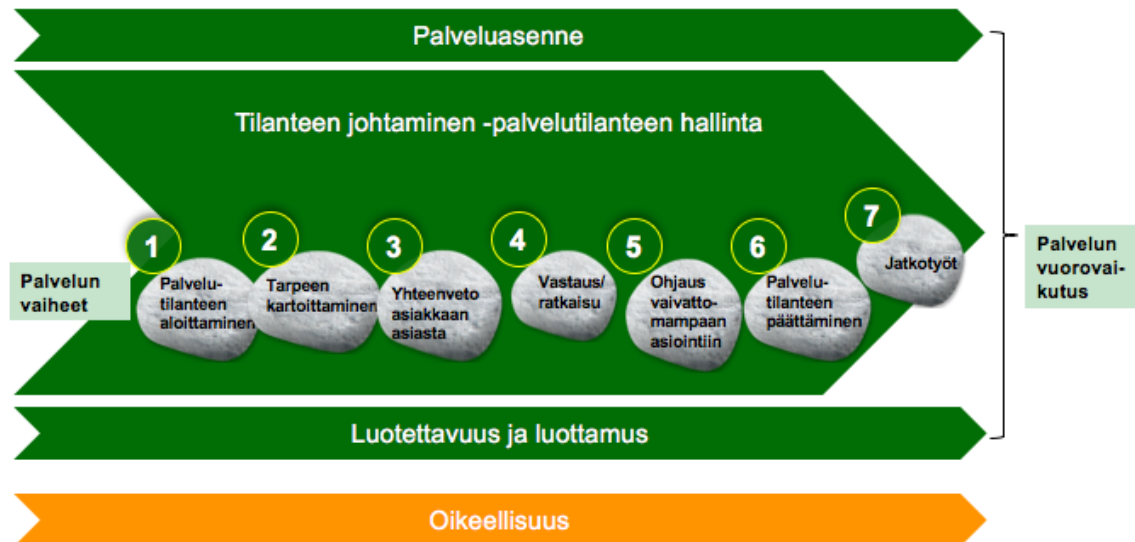 Palveluasenne
Tilanteen johtaminen -palvelutilanteen hallinta
Palvelun
vaiheet
1
Palvelu-
tilanteen
aloittaminen
2
Tarpeen
kartoittaminen
3
Yhteenveto
asiakkaan
asiasta
4
Vastaus/
ratkaisu
5
Ohjaus
vaivatto-
mampaan
asiointiin
6
Palvelu-
tilanteen
päättäminen
7
Jatkotyöt
Palvelun
vuorovai-
kutus
Luotettavuus ja luottamus
Oikeellisuus